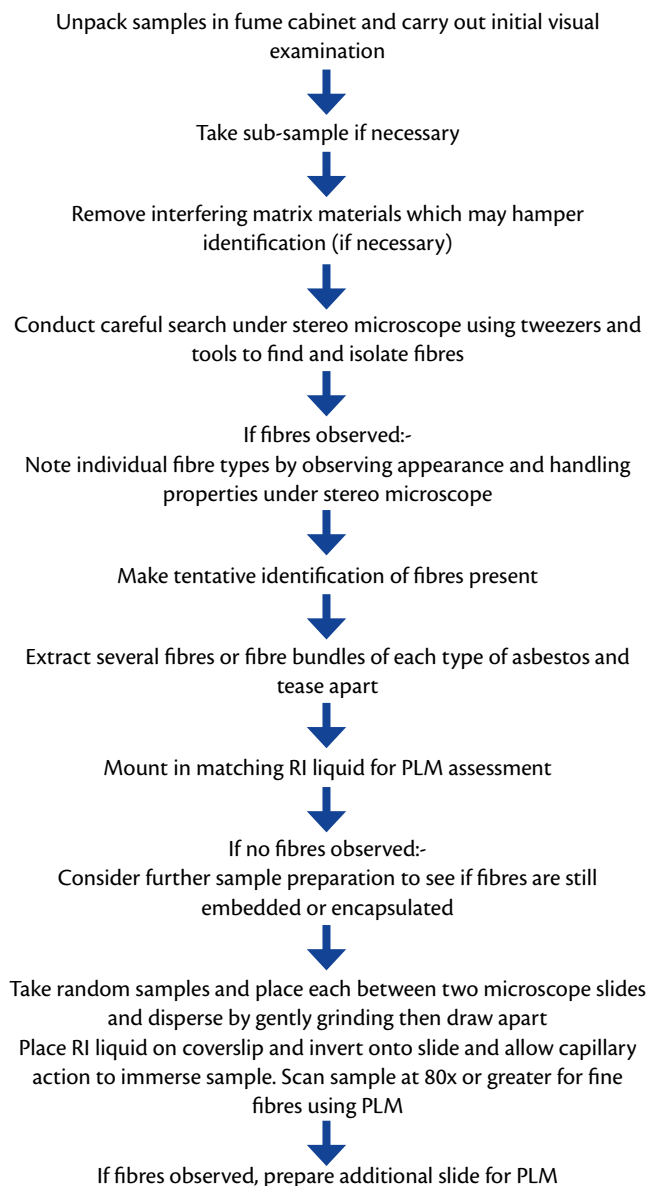 Unpack samples in fume cabinet and carry out initial visual
examination
Take sub-sample if necessary
Remove interfering matrix materials which may hamper
identification (if necessary)
Conduct careful search under stereo microscope using tweezers and
tools to find and isolate fibres
If fibres observed:-
Note individual fibre types by observing appearance and handling
properties under stereo microscope
Make tentative identification of fibres present
Extract several fibres or fibre bundles of each type of asbestos and
tease apart
Mount in matching RI liquid for PLM assessment
If no fibres observed:-
Consider further sample preparation to see if fibres are still
embedded or encapsulated
Take random samples and place each between two microscope slides
and disperse by gently grinding then draw apart
Place RI liquid on coverslip and invert onto slide and allow capillary
action to immerse sample. Scan sample at 80x or greater for fine
fibres using PLM
If fibres observed, prepare additional slide for PLM